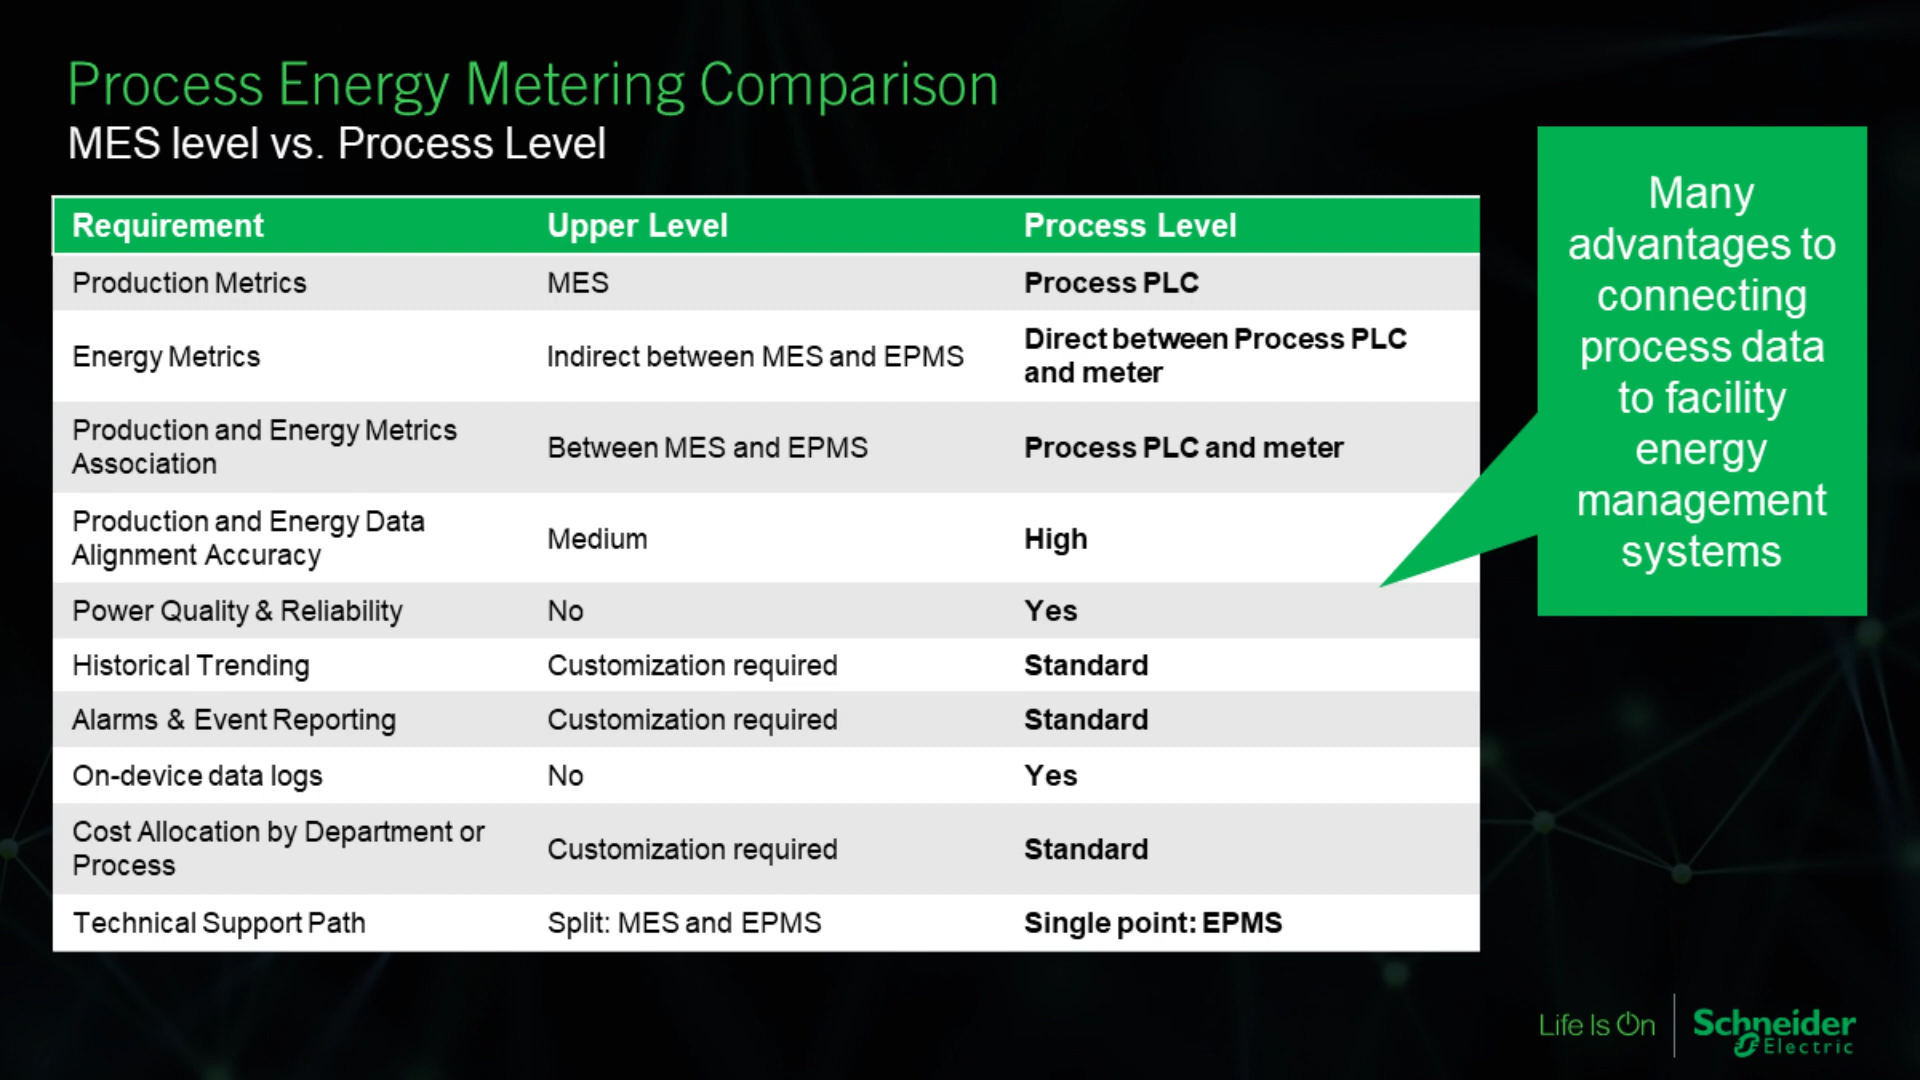 Process Energy Metering Comparison
MES level vs. Process Level
Requirement Upper Level Process Level
Production Metrics MES Process PLC
Energy Metrics Indirect between MES and EPMS Direct between Process PLC
and meter
Production and Energy Metrics
Association Between MES and EPMS Process PLC and meter
Production and Energy Data
Alignment Accuracy Medium High
Power Quality & Reliability No Yes
Historical Trending Customization required Standard
Alarms & Event Reporting Customization required Standard
On-device data logs No Yes
Cost Allocation by Department or
Process Customization required Standard
Technical Support Path Split: MES and EPMS Single point: EPMS
Many
advantages to
connecting
process data
to facility
energy
management
systems
Life Is On
Schneider
Electric